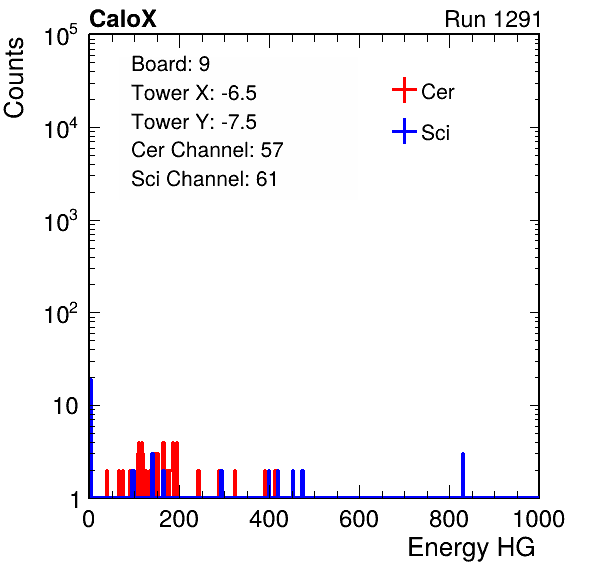 CaloX Run 1291
Counts
Board: 9
Tower X: -6.5
Tower Y: -7.5
Cer Channel: 57
Sci Channel: 61
Cer
Sci
10^5
10^4
10^3
10^2
10
1
0 200 400 600 800 1000
Energy HG